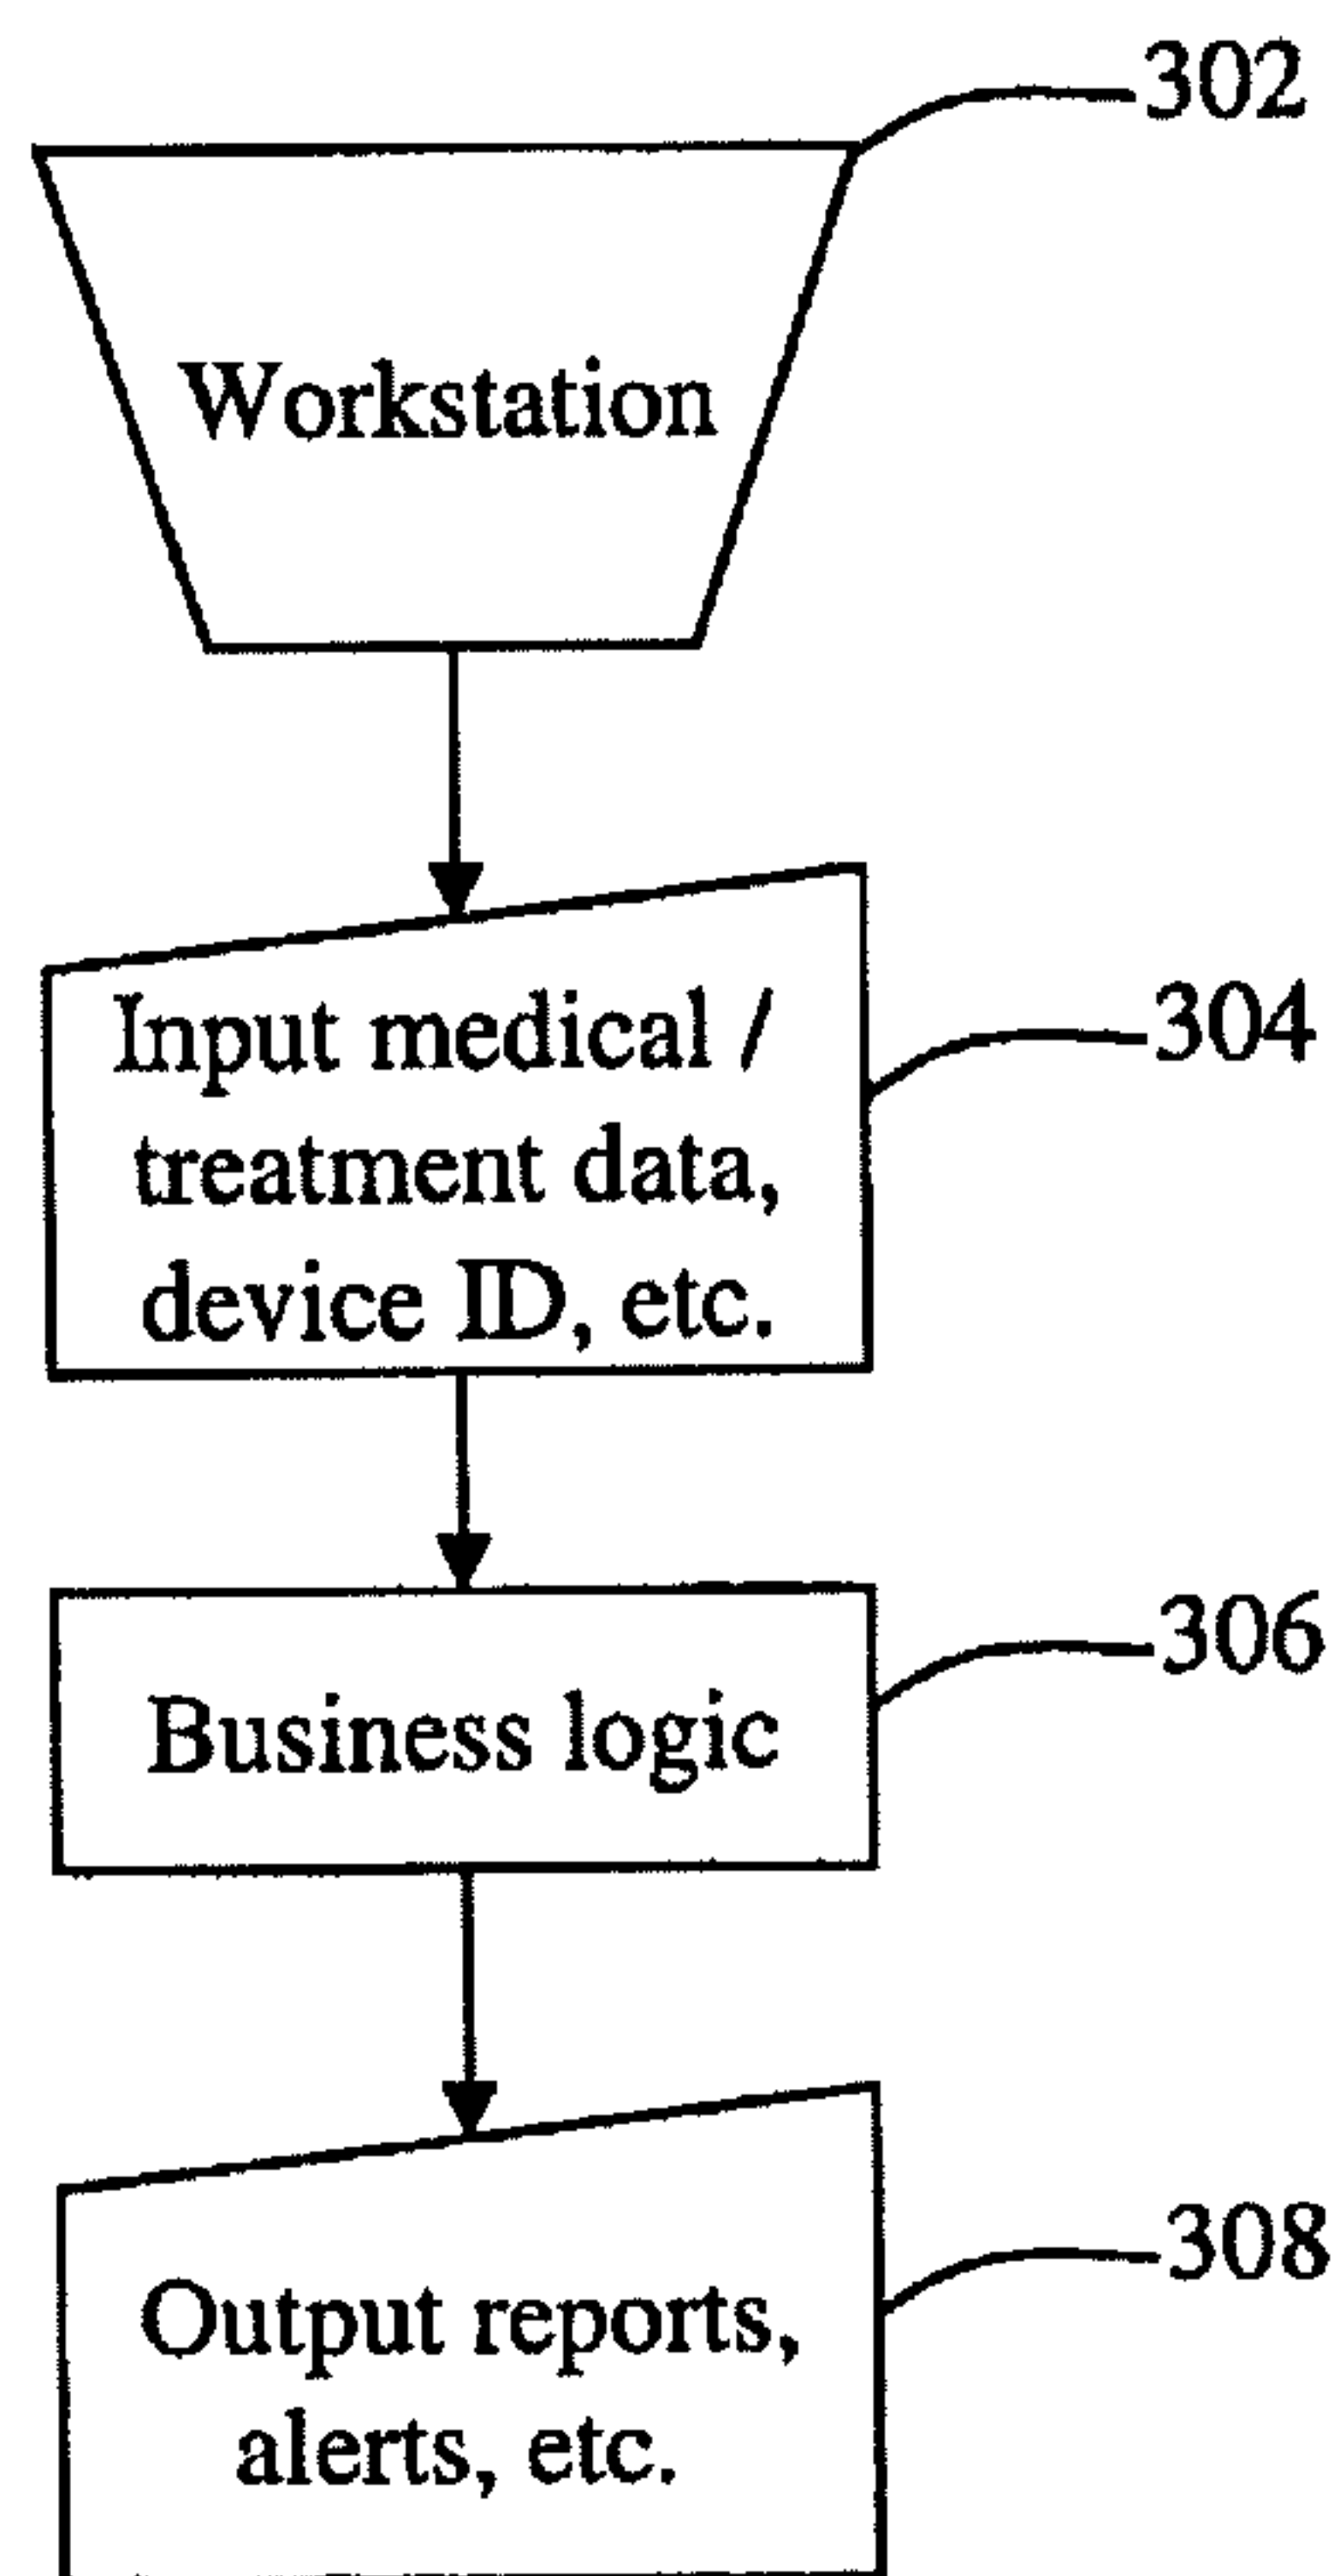 302
Workstation
Input medical /
treatment data,
device ID, etc.
304
Business logic
306
Output reports,
alerts, etc.
308